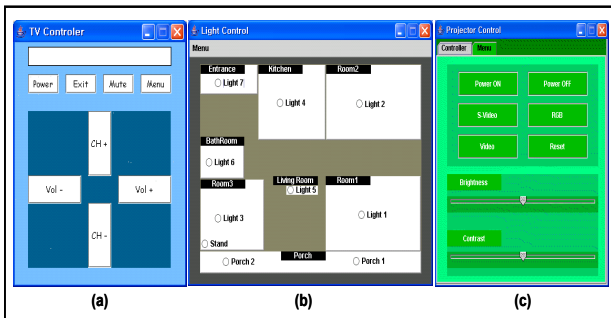 TV Controler
Power Exit Mute Menu
CH +
Vol -
Vol +
CH -
(a)
Light Control
Menu
Entrance
Kitchen
Room2
Light 7
Light 4
Light 2
BathRoom
Light 6
Room3
Living Room
Room1
Light 5
Light 3
Light 1
Stand
Porch
Porch 2
Porch 1
(b)
Projector Control
Controller Menu
Power ON
Power OFF
S-Video
RGB
Video
Reset
Brightness
Contrast
(c)